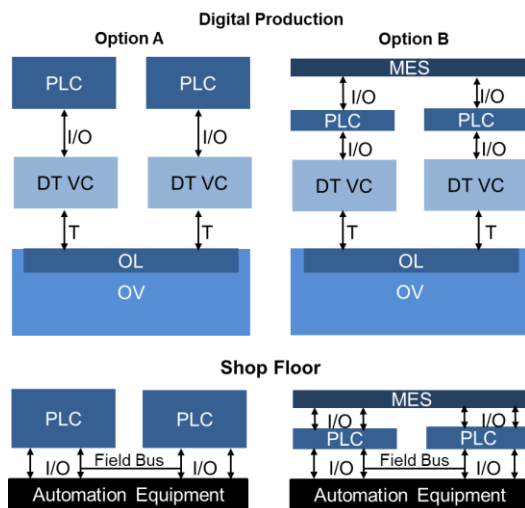 Digital Production
Option A
Option B
PLC PLC
I/O I/O
DT VC DT VC
T T
OL
OV
MES
I/O I/O
PLC PLC
I/O I/O
DT VC DT VC
T T
OL
OV
Shop Floor
PLC PLC
I/O Field Bus I/O
Automation Equipment
MES
I/O I/O
PLC PLC
I/O Field Bus I/O
Automation Equipment